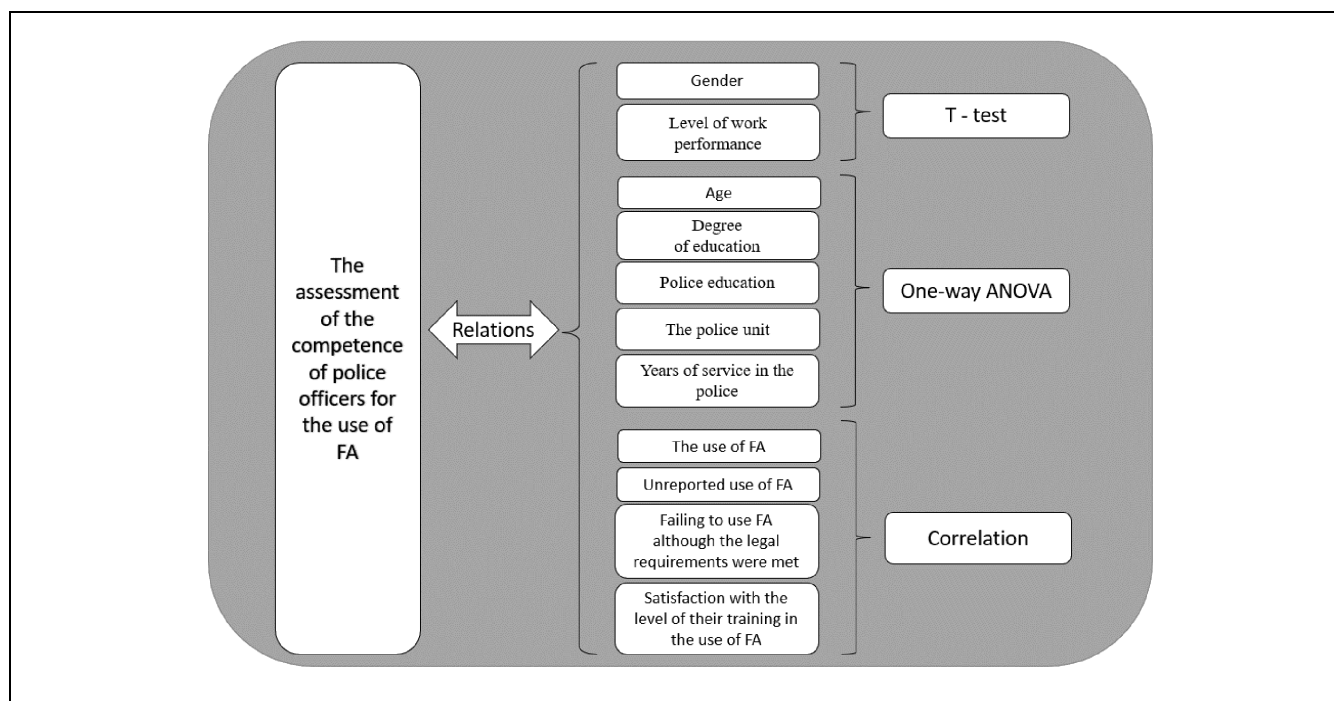 The
assessment
of the
competence
of police
officers for
the use of
FA
Relations
Gender
Level of work
performance
T - test
Age
Degree
of education
Police education
The police unit
Years of service in the
police
One-way ANOVA
The use of FA
Unreported use of FA
Failing to use FA
although the legal
requirements were met
Satisfaction with the
level of their training in
the use of FA
Correlation